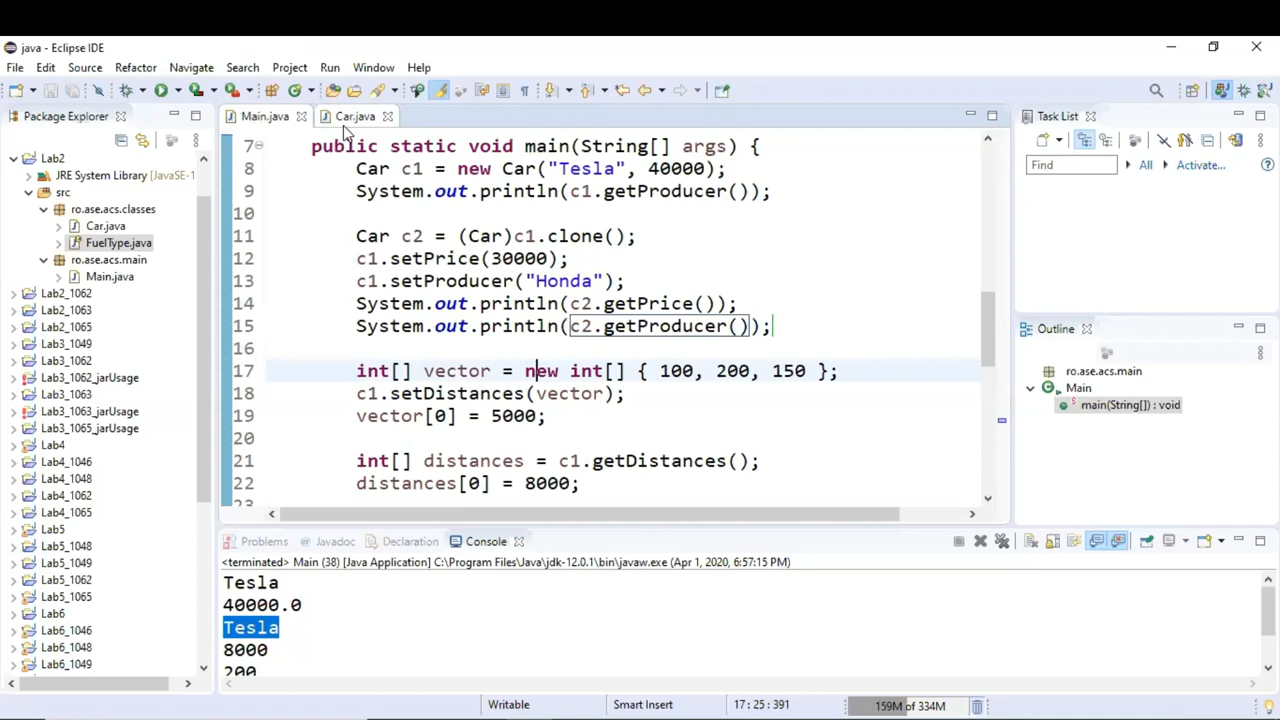 java - Eclipse IDE
File Edit Source Refactor Navigate Search Project Run Window Help
Package Explorer
Main.java
Car.java
Task List
Find
All
Activate...
Lab2
JRE System Library [JavaSE-1
src
ro.ase.acs.classes
Car.java
FuelType.java
ro.ase.acs.main
Main.java
Lab2_1062
Lab2_1063
Lab2_1065
Lab3_1049
Lab3_1062
Lab3_1062_jarUsage
Lab3_1063
Lab3_1063_jarUsage
Lab3_1065_jarUsage
Lab4
Lab4_1046
Lab4_1048
Lab4_1062
Lab4_1065
Lab5
Lab5_1048
Lab5_1049
Lab5_1062
Lab5_1065
Lab6
Lab6_1046
Lab6_1048
Lab6_1049
7 public static void main(String[] args) {
8 Car c1 = new Car("Tesla", 40000);
9 System.out.println(c1.getProducer());
10
11 Car c2 = (Car)c1.clone();
12 c1.setPrice(30000);
13 c1.setProducer("Honda");
14 System.out.println(c2.getPrice());
15 System.out.println(c2.getProducer());
16
17 int[] vector = new int[] { 100, 200, 150 };
18 c1.setDistances(vector);
19 vector[0] = 5000;
20
21 int[] distances = c1.getDistances();
22 distances[0] = 8000;
23
Outline
ro.ase.acs.main
Main
main(String[]) : void
Problems Javadoc Declaration Console
<terminated> Main (38) [Java Application] C:\Program Files\Java\jdk-12.0.1\bin\javaw.exe (Apr 1, 2020, 6:57:15 PM)
Tesla
40000.0
Tesla
8000
200
Writable
Smart Insert
17 : 25 : 391
159M of 334M